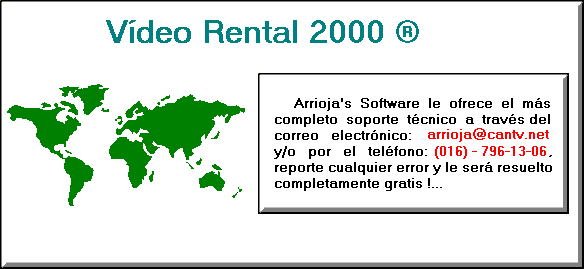 Vídeo Rental 2000 ®
Arrioja's Software le ofrece el más
completo soporte técnico a través del
correo electrónico: arrioja@cantv.net
y/o por el teléfono: (016) - 796-13-06,
reporte cualquier error y le será resuelto
completamente gratis !...